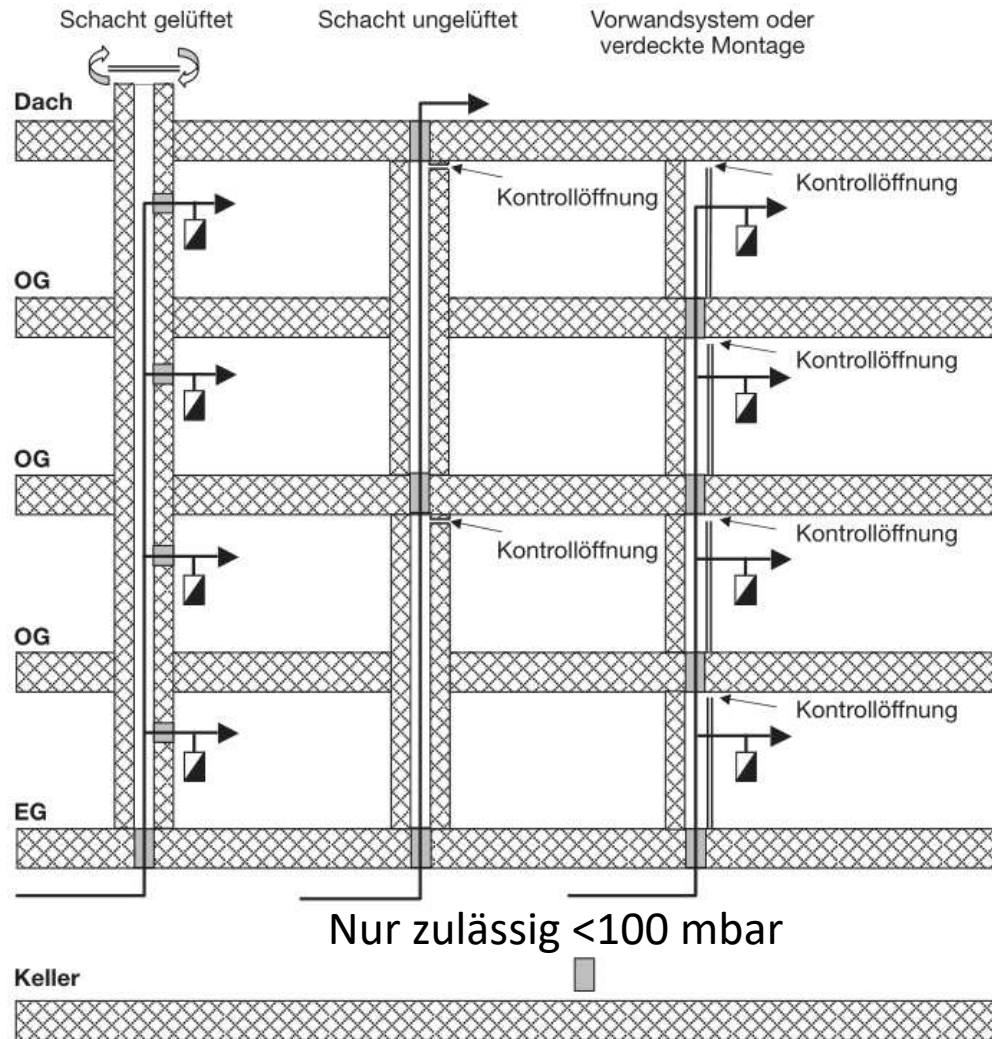 Schacht gelüftet
Schacht ungelüftet
Vorwandsystem oder
verdeckte Montage
Dach
Kontrollöffnung
Kontrollöffnung
OG
Kontrollöffnung
OG
Kontrollöffnung
Kontrollöffnung
OG
Kontrollöffnung
EG
Nur zulässig <100 mbar
Keller